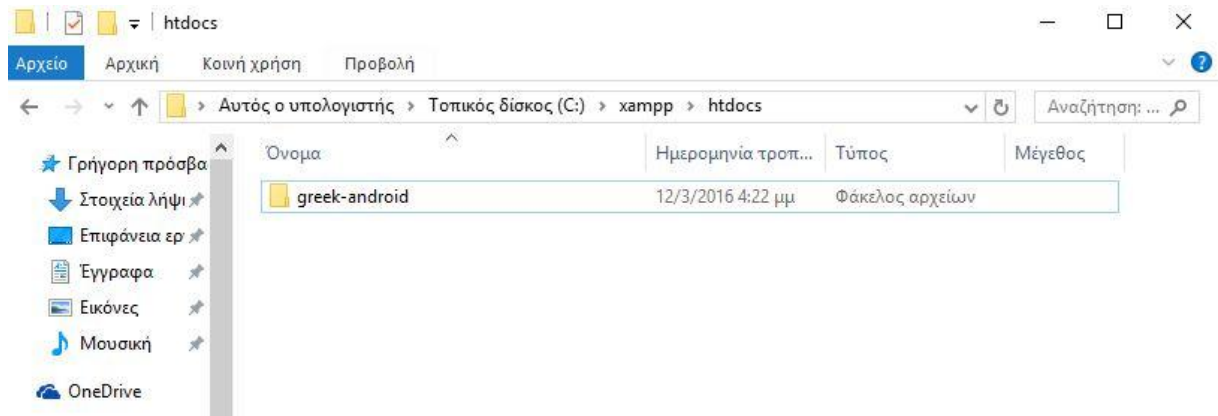 htdocs
Αρχείο Αρχική Κοινή χρήση Προβολή
Αυτός ο υπολογιστής > Τοπικός δίσκος (C:) > xampp > htdocs Αναζήτηση: ...
Όνομα Ημερομηνία τροπ... Τύπος Μέγεθος
greek-android 12/3/2016 4:22 μμ Φάκελος αρχείων
Γρήγορη πρόσβα
Στοιχεία λήψι
Επιφάνεια ερ
Έγγραφα
Εικόνες
Μουσική
OneDrive